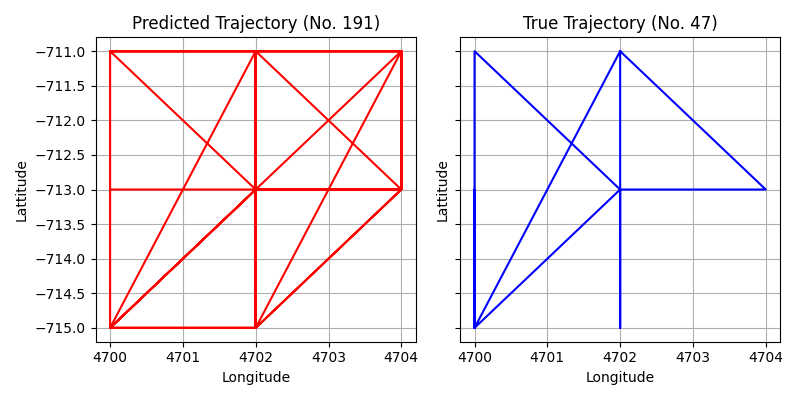 Predicted Trajectory (No. 191)
True Trajectory (No. 47)
−711.0
−711.5
−712.0
−712.5
−713.0
−713.5
−714.0
−714.5
−715.0
Lattitude
Lattitude
4700 4701 4702 4703 4704
4700 4701 4702 4703 4704
Longitude
Longitude